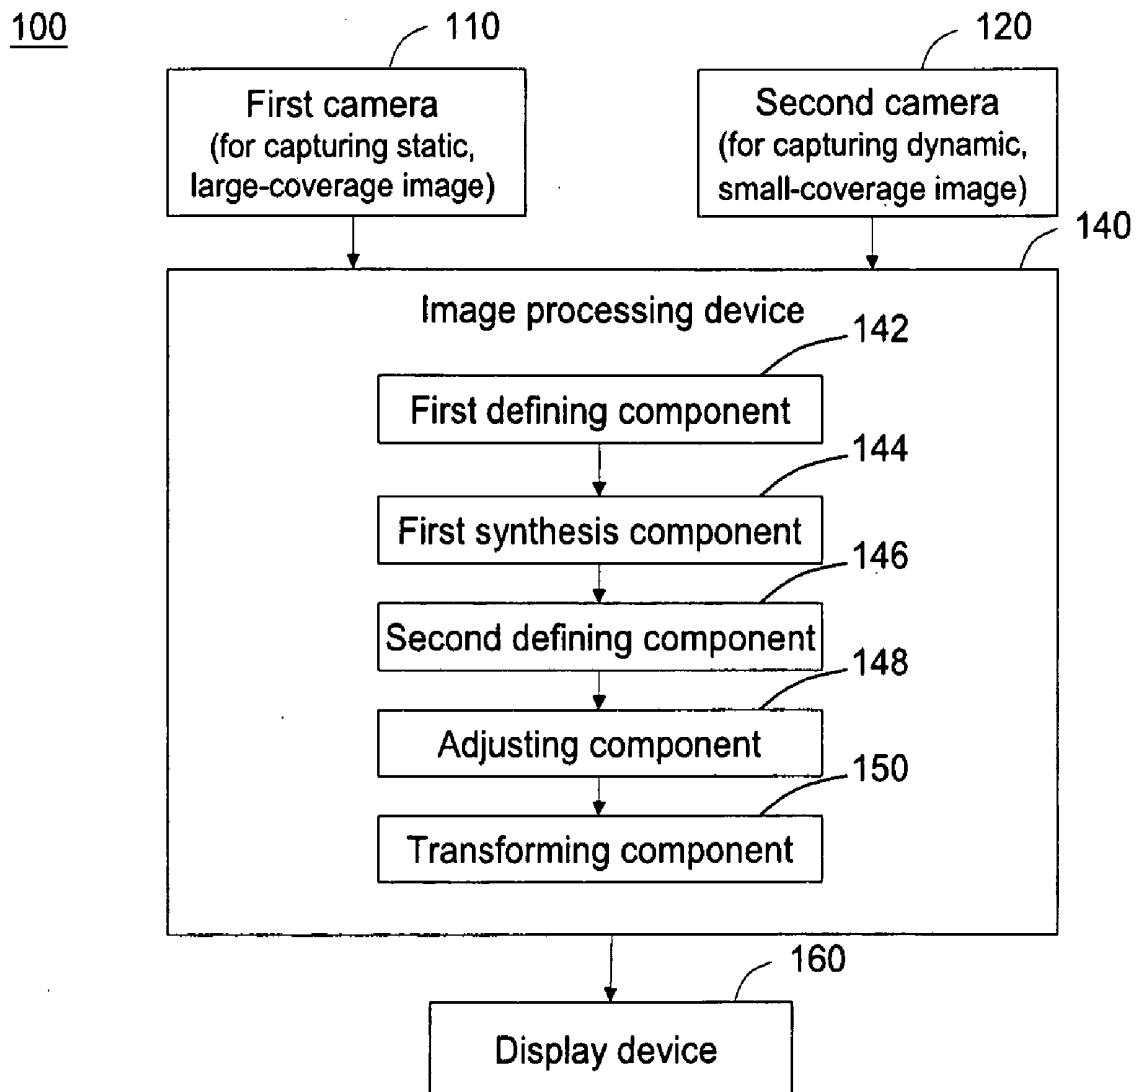 100
110
120
First camera
(for capturing static,
large-coverage image)
Second camera
(for capturing dynamic,
small-coverage image)
140
Image processing device
142
First defining component
144
First synthesis component
146
Second defining component
148
Adjusting component
150
Transforming component
160
Display device